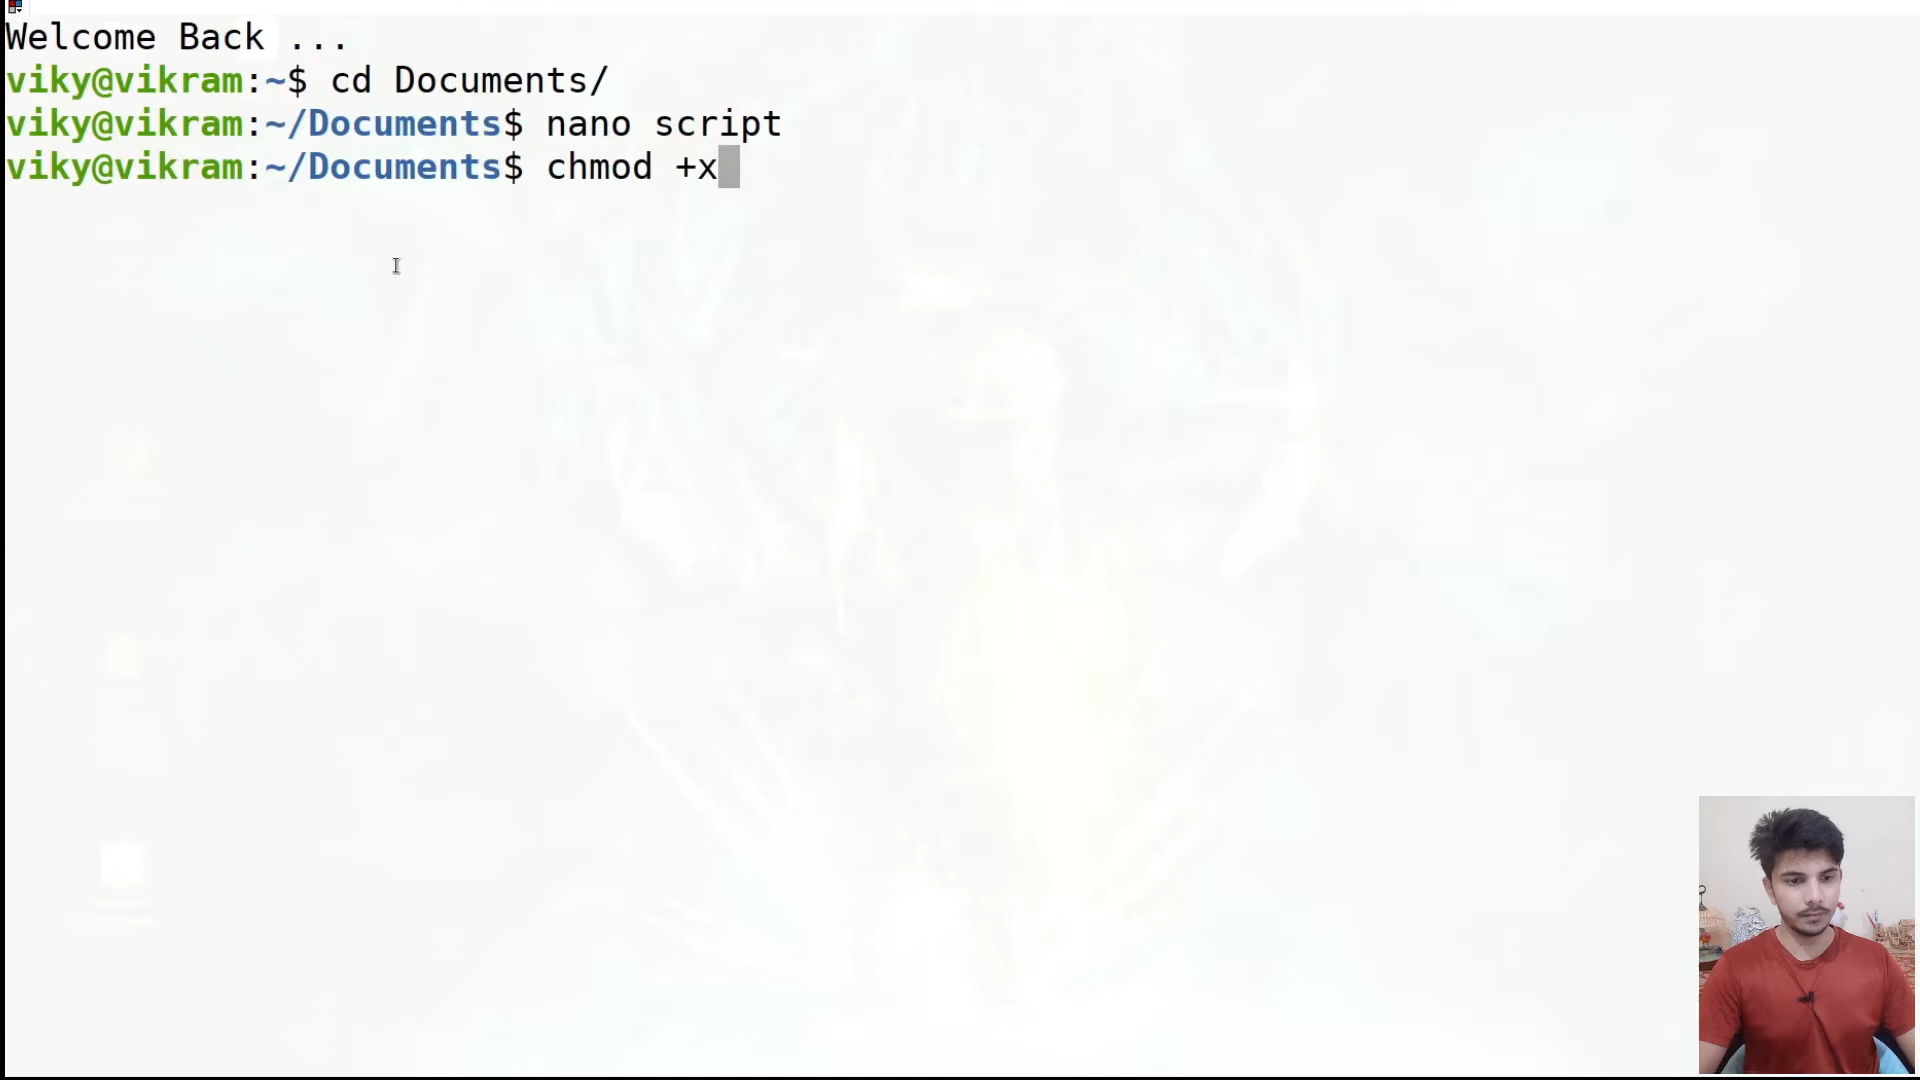 Welcome Back ...
viky@vikram:~$ cd Documents/
viky@vikram:~/Documents$ nano script
viky@vikram:~/Documents$ chmod +x